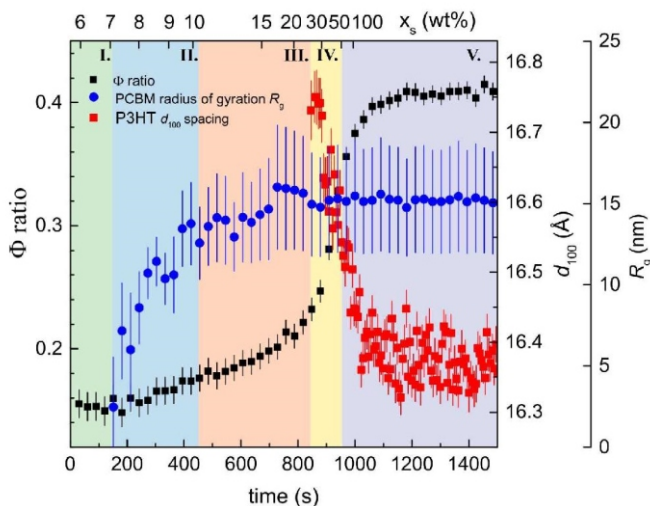 6 7 8 9 10 15 20 30 50 100 x_s (wt%)
I. II. III. IV. V.
Φ ratio
PCBM radius of gyration R_g
P3HT d_100 spacing
0.4
0.3
0.2
Φ ratio
16.8
16.7
16.6
16.5
16.4
16.3
d_100 (Å)
25
20
15
10
5
0
R_g (nm)
0 200 400 600 800 1000 1200 1400
time (s)